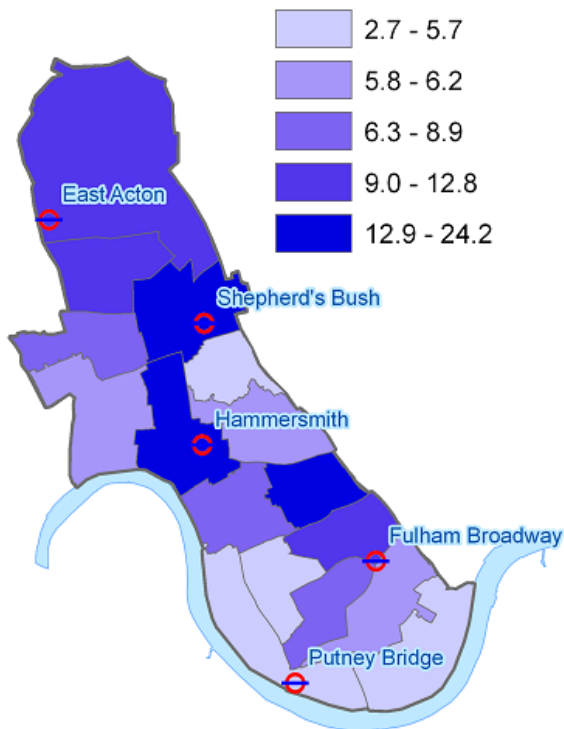 2.7 - 5.7
5.8 - 6.2
6.3 - 8.9
9.0 - 12.8
12.9 - 24.2
East Acton
Shepherd's Bush
Hammersmith
Fulham Broadway
Putney Bridge